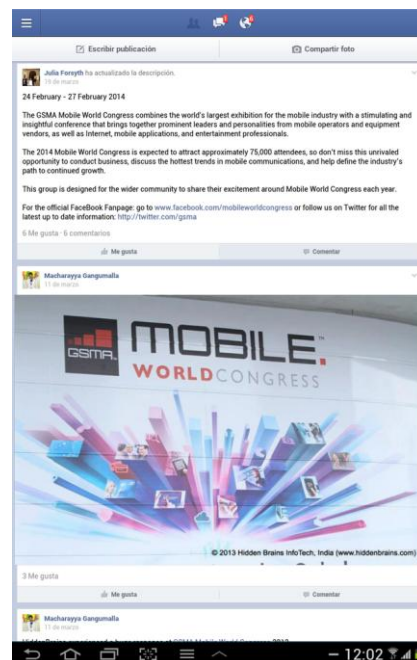 Escribir publicación
Compartir foto
Julia Forsyth ha actualizado la descripción.
19 de marzo
24 February - 27 February 2014
The GSMA Mobile World Congress combines the world's largest exhibition for the mobile industry with a stimulating and
insightful conference that brings together prominent leaders and personalities from mobile operators and equipment
vendors, as well as Internet, mobile applications, and entertainment professionals.
The 2014 Mobile World Congress is expected to attract approximately 75,000 attendees, so don't miss this unrivaled
opportunity to conduct business, discuss the hottest trends in mobile communications, and help define the industry's
path to continued growth.
This group is designed for the wider community to share their excitement around Mobile World Congress each year.
For the official FaceBook Fanpage: go to www.facebook.com/mobileworldcongress or follow us on Twitter for all the
latest up to date information: http://twitter.com/gsma
6 Me gusta · 6 comentarios
Me gusta
Comentar
Macharayya Gangumalla
11 de marzo
GSMA
MOBILE
WORLDCONGRESS
© 2013 Hidden Brains InfoTech, India (www.hiddenbrains.com)
3 Me gusta
Me gusta
Comentar
Macharayya Gangumalla
11 de marzo
12:02